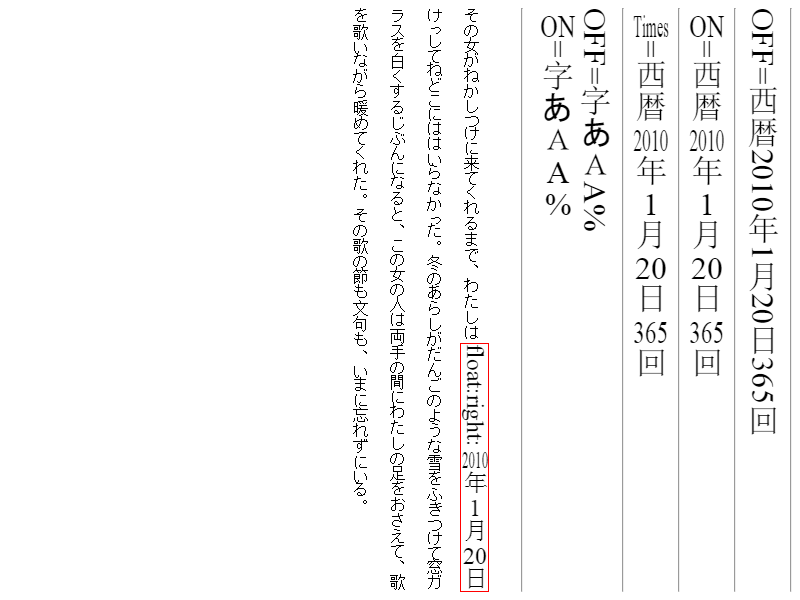 OFF=西暦2010年1月20日365回
ON=西暦2010年1月20日365回
Times=西暦2010年1月20日365回
OFF=字あＡA%
ON=字あＡA%
その女がねかしつけに来てくれるまで、わたしは
float:right: 2010年1月20日
けっしてねどこにははいらなかった。冬のあらしがだんごのような雪をふきつけて窓ガ
ラスを白くするじぶんになると、この女の人は両手の間にわたしの足をおさえて、歌
を歌いながら暖めてくれた。その歌の節も文句も、いまに忘れずにいる。